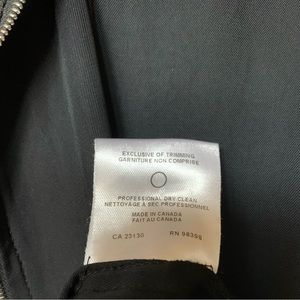 EXCLUSIVE OF TRIMMING
GARNITURE NON COMPRISE
PROFESSIONAL DRY CLEAN
NETTOYAGE À SEC PROFESSIONNEL
MADE IN CANADA
FAIT AU CANADA
CA 23130 RN 98398